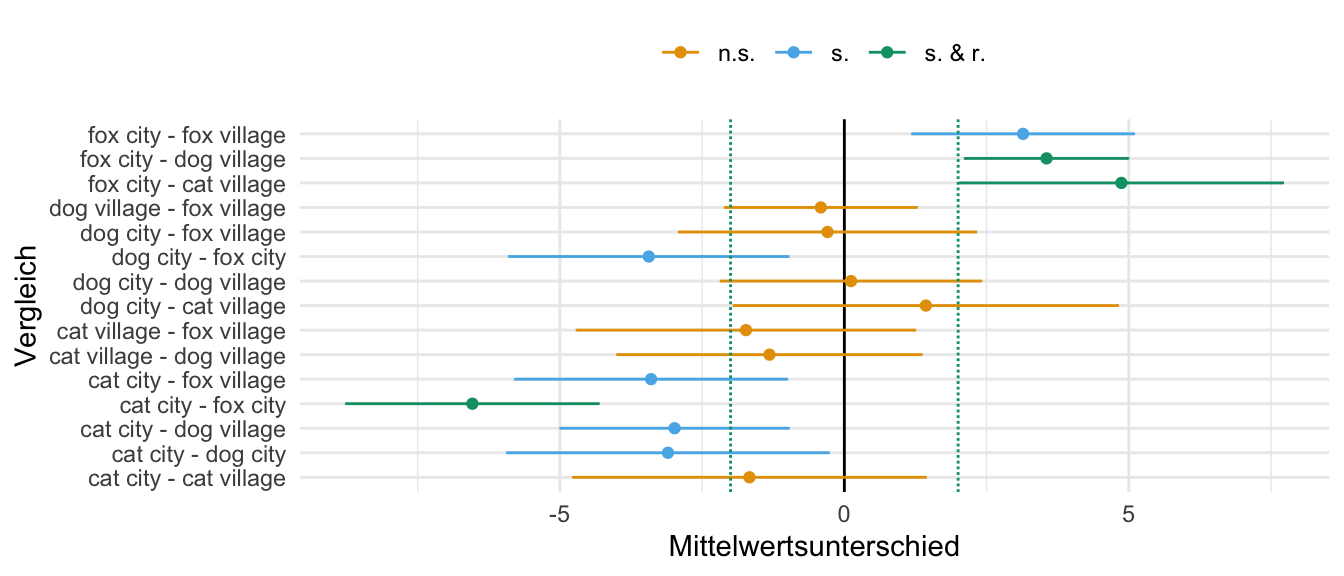 n.s. s. s. & r.
fox city - fox village
fox city - dog village
fox city - cat village
dog village - fox village
dog city - fox village
dog city - fox city
dog city - dog village
dog city - cat village
cat village - fox village
cat village - dog village
cat city - fox village
cat city - fox city
cat city - dog village
cat city - dog city
cat city - cat village
Vergleich
-5 0 5
Mittelwertsunterschied